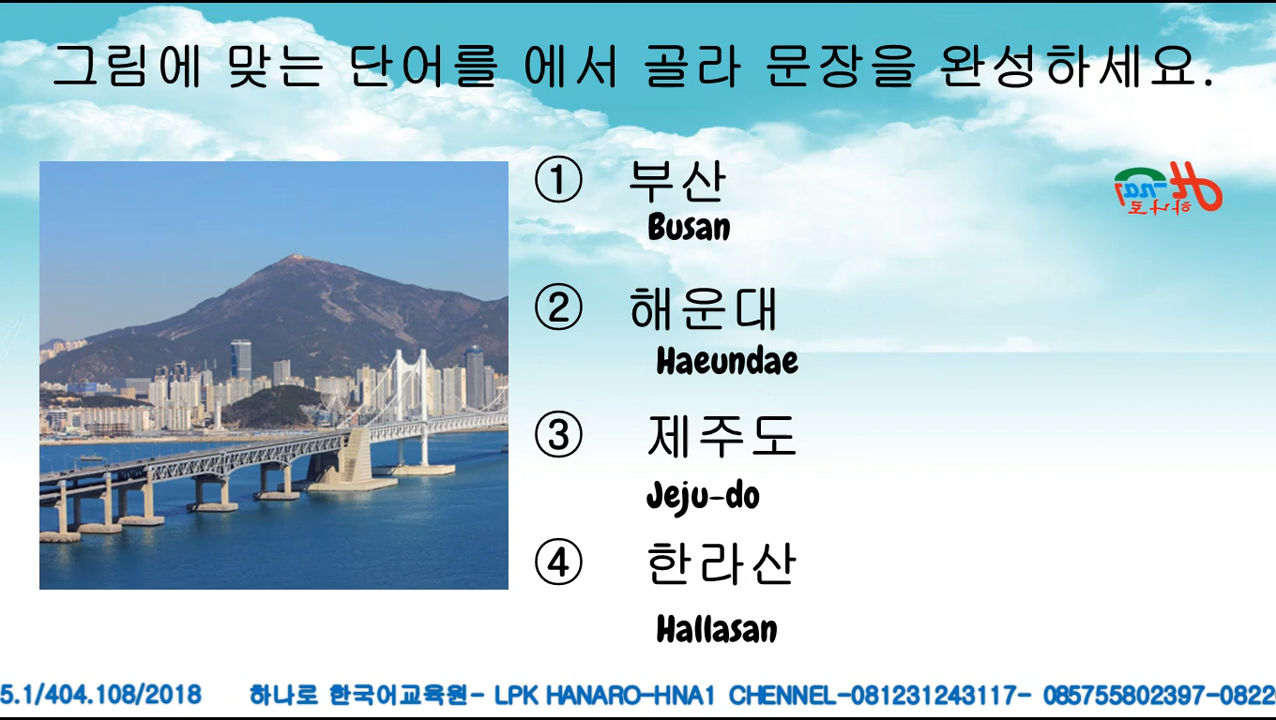 그림에 맞는 단어를 에서 골라 문장을 완성하세요.
① 부산
Busan
② 해운대
Haeundae
③ 제주도
Jeju-do
④ 한라산
Hallasan
하나로
5.1/404.108/2018 하나로 한국어교육원- LPK HANARO-HNA1 CHENNEL-081231243117- 085755802397-0822